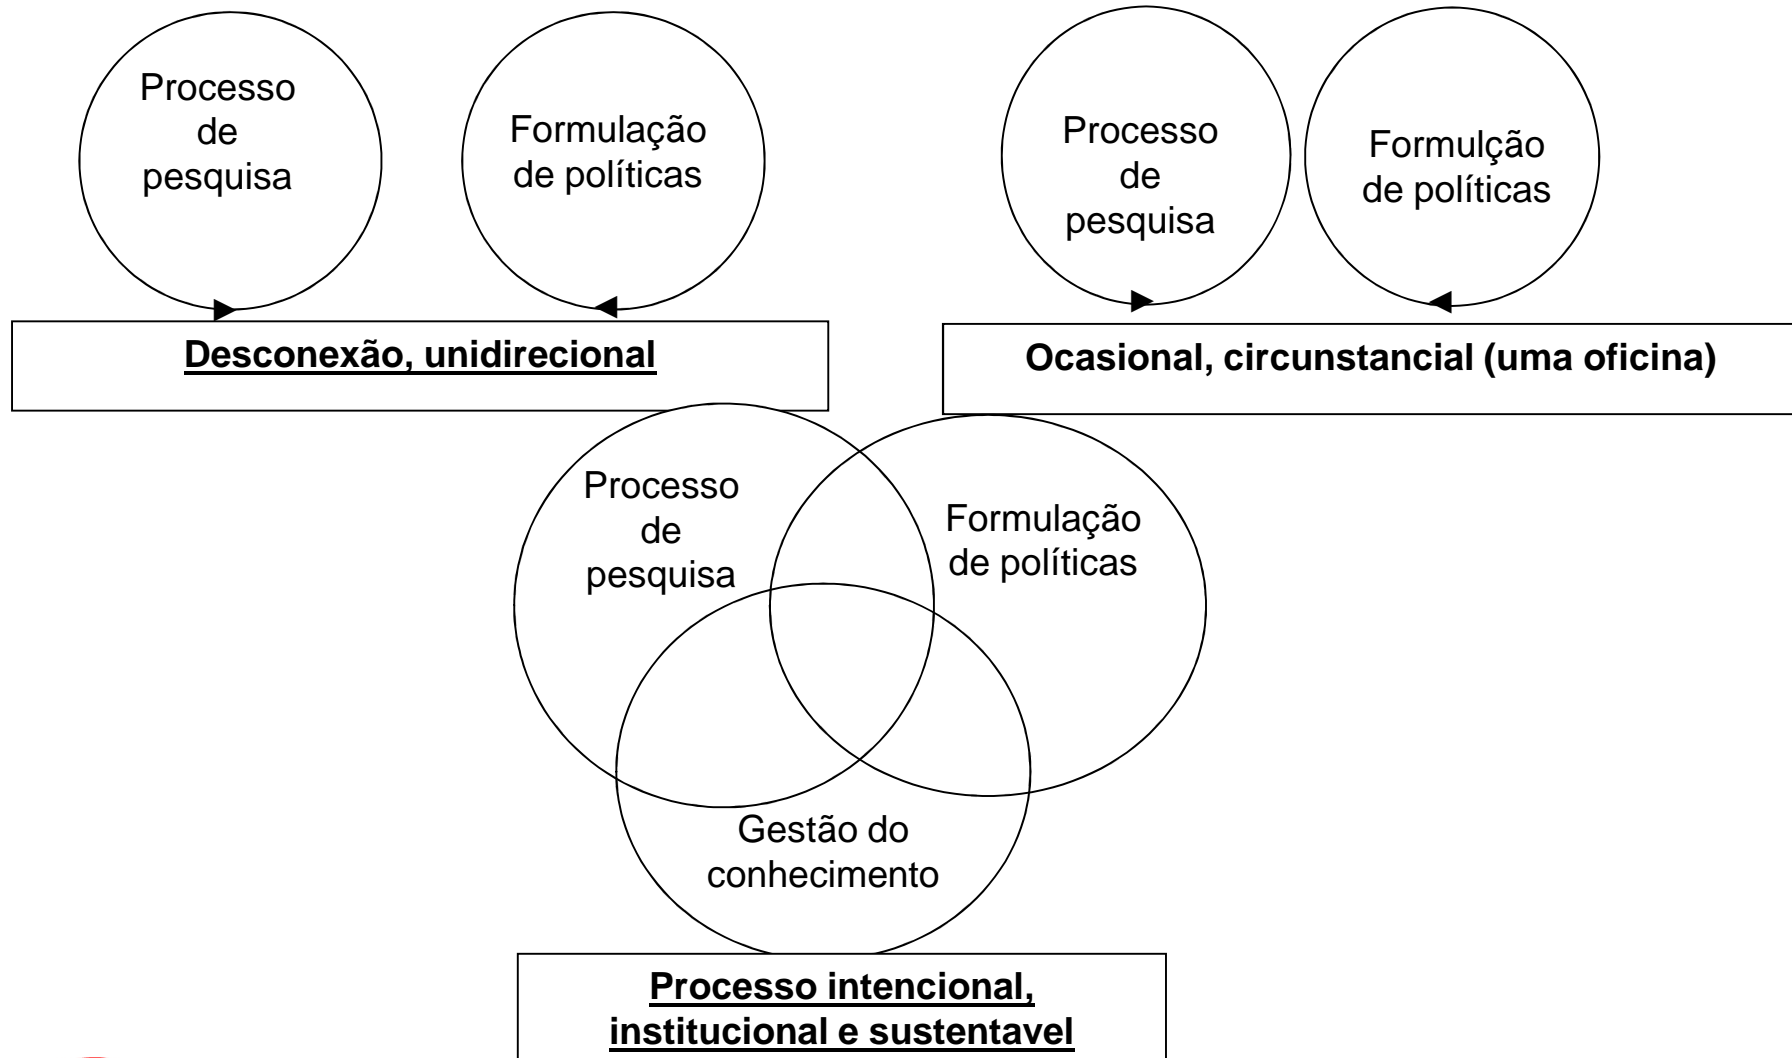 Processo
de
pesquisa
Formulação
de políticas
Desconexão, unidirecional
Processo
de
pesquisa
Formulção
de políticas
Ocasional, circunstancial (uma oficina)
Processo
de
pesquisa
Formulação
de políticas
Gestão do
conhecimento
Processo intencional,
institucional e sustentavel